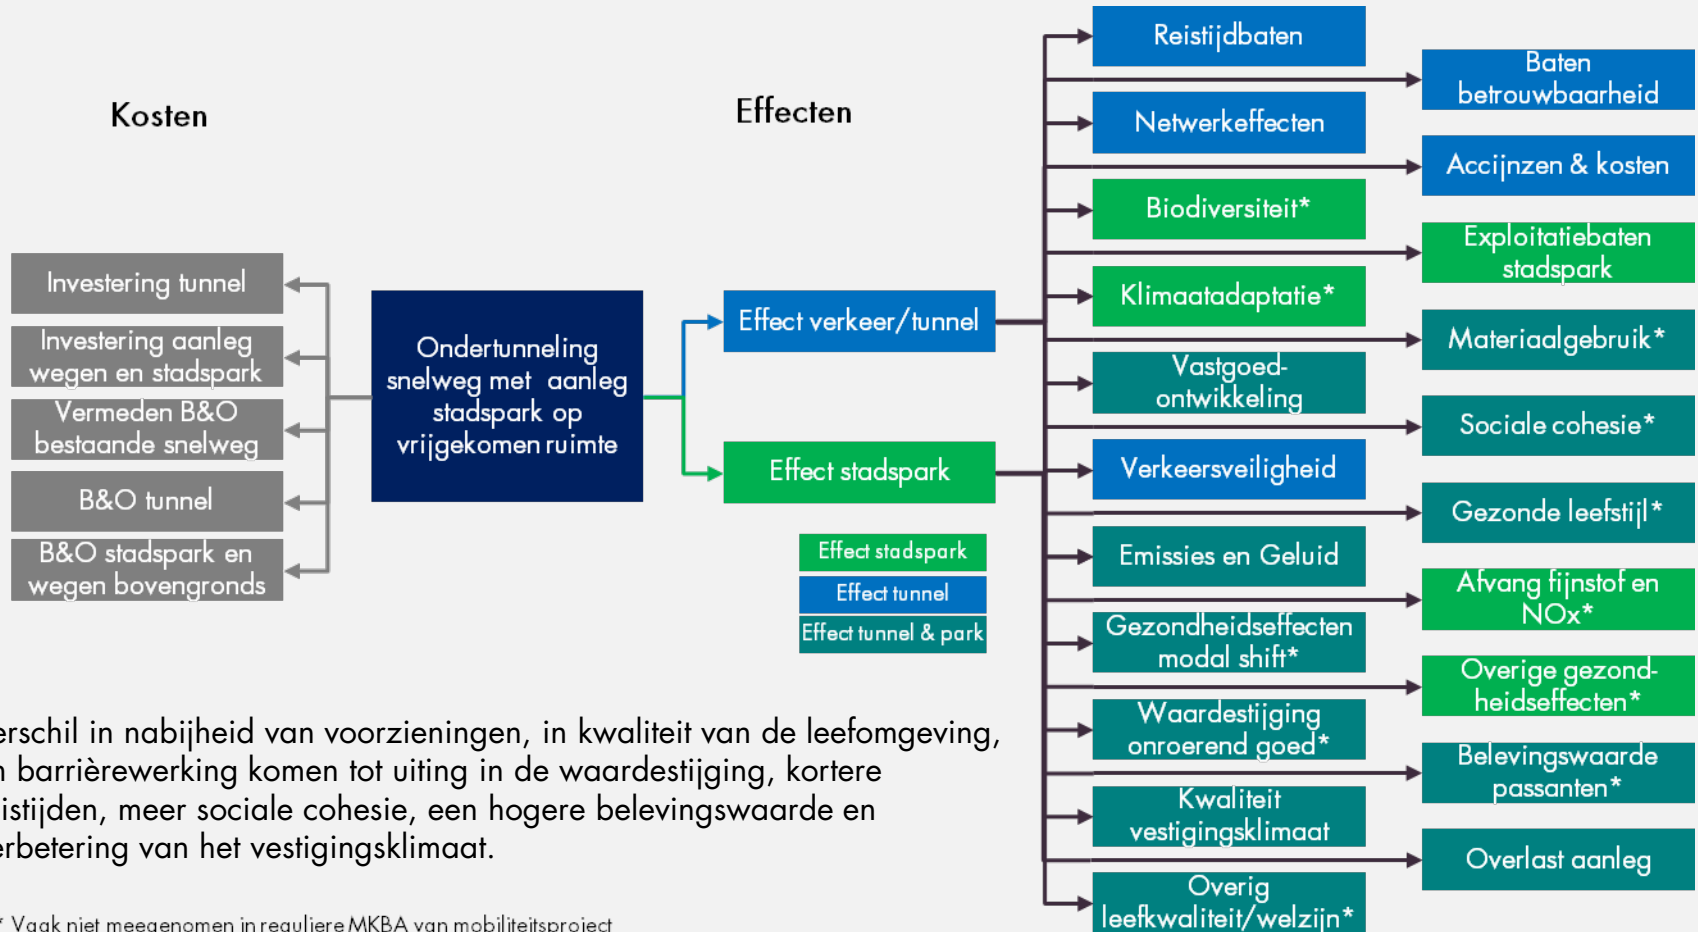 Kosten
Effecten
Investering tunnel
Investering aanleg
wegen en stadspark
Vermeden B&O
bestaande snelweg
B&O tunnel
B&O stadspark en
wegen bovengronds
Ondertunneling
snelweg met aanleg
stadspark op
vrijgekomen ruimte
Effect verkeer/tunnel
Effect stadspark
Effect stadspark
Effect tunnel
Effect tunnel & park
Reistijdbaten
Baten
betrouwbaarheid
Netwerkeffecten
Accijnzen & kosten
Biodiversiteit*
Exploitatiebaten
stadspark
Klimaatadaptatie*
Materiaalgebruik*
Vastgoed-
ontwikkeling
Sociale cohesie*
Verkeersveiligheid
Gezonde leefstijl*
Emissies en Geluid
Afvang fijnstof en
NOx*
Gezondheidseffecten
modal shift*
Overige gezond-
heidseffecten*
Waardestijging
onroerend goed*
Belevingswaarde
passanten*
Kwaliteit
vestigingsklimaat
Overlast aanleg
Overig
leefkwaliteit/welzijn*
erschil in nabijheid van voorzieningen, in kwaliteit van de leefomgeving,
n barrièrewerking komen tot uiting in de waardestijging, kortere
istijden, meer sociale cohesie, een hogere belevingswaarde en
erbetering van het vestigingsklimaat.
* Vaak niet meegenomen in reguliere MKBA van mobiliteitsproject